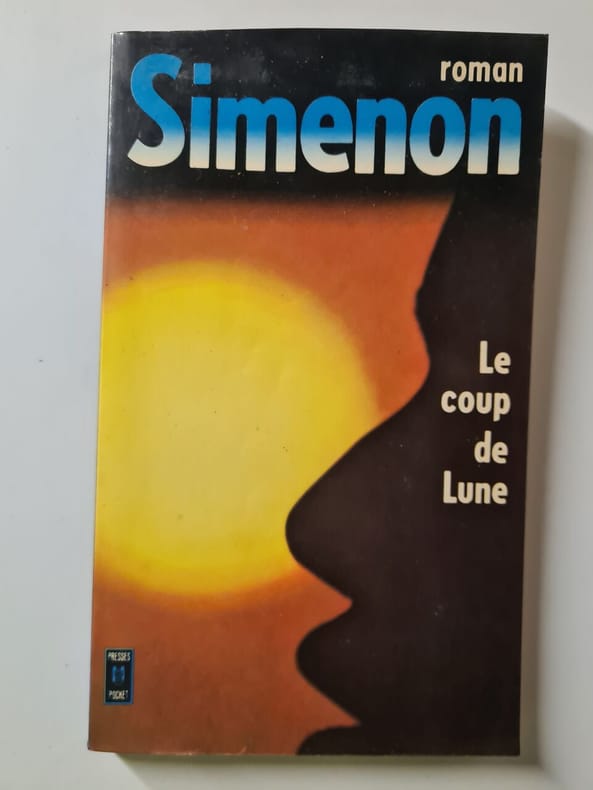 roman
Simenon
Le
coup
de
Lune
PRESSES
POCKET